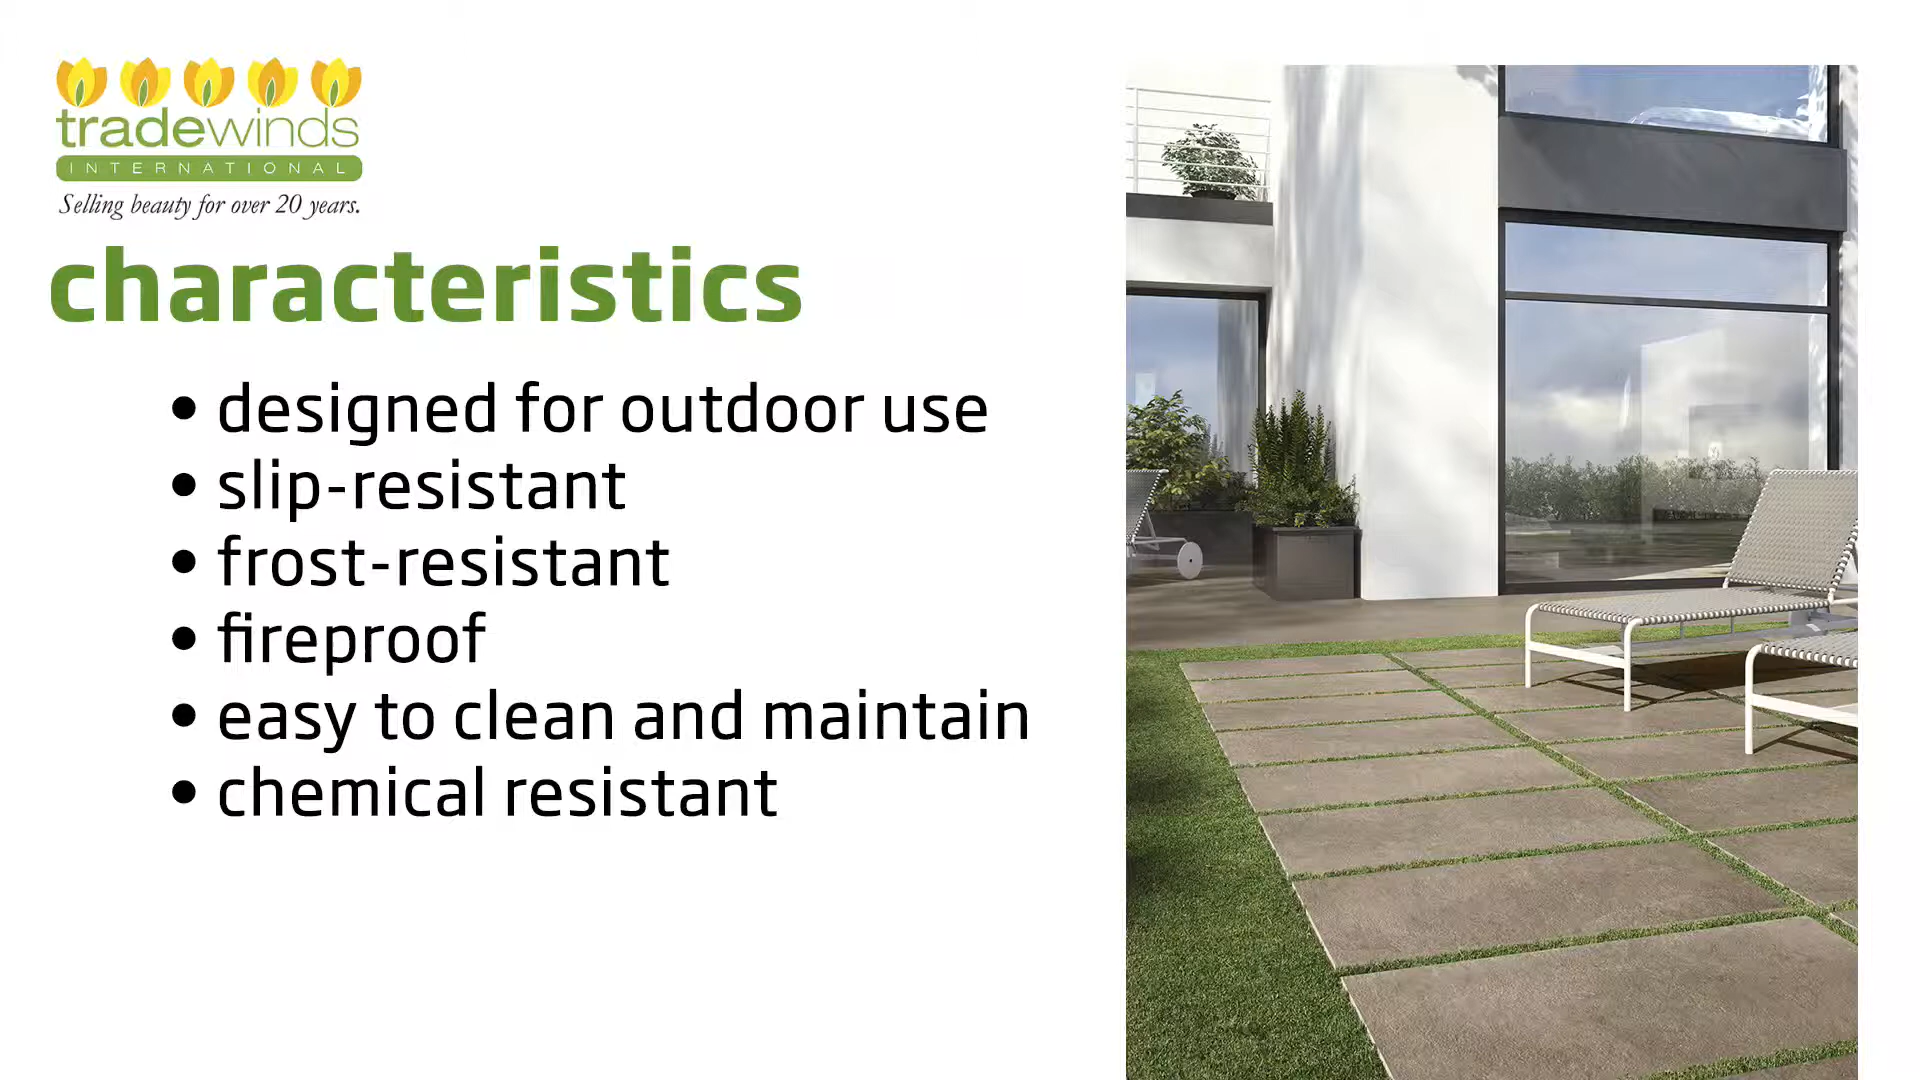 tradewinds
INTERNATIONAL
Selling beauty for over 20 years.
characteristics
• designed for outdoor use
• slip-resistant
• frost-resistant
• fireproof
• easy to clean and maintain
• chemical resistant